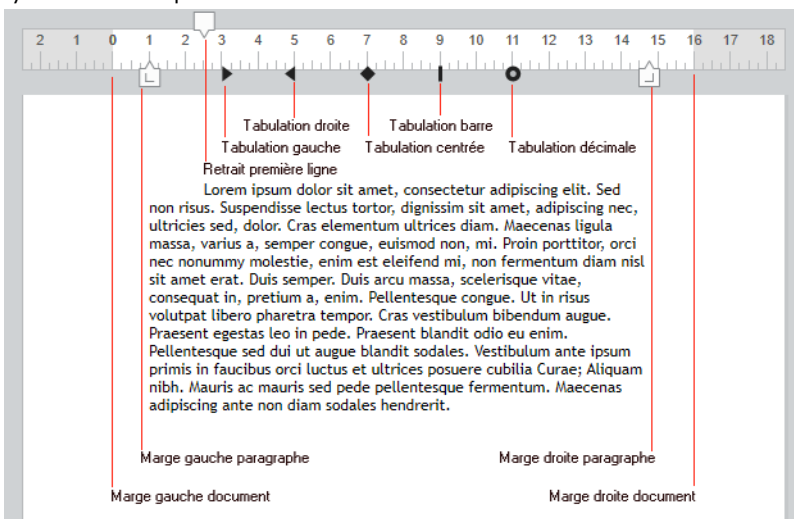 2 1 0 1 2 3 4 5 6 7 8 9 10 11 12 13 14 15 16 17 18
Tabulation droite Tabulation barre
Tabulation gauche Tabulation centrée Tabulation décimale
Retrait première ligne
Lorem ipsum dolor sit amet, consectetur adipiscing elit. Sed
non risus. Suspendisse lectus tortor, dignissim sit amet, adipiscing nec,
ultricies sed, dolor. Cras elementum ultrices diam. Maecenas ligula
massa, varius a, semper congue, euismod non, mi. Proin porttitor, orci
nec nonummy molestie, enim est eleifend mi, non fermentum diam nisl
sit amet erat. Duis semper. Duis arcu massa, scelerisque vitae,
consequat in, pretium a, enim. Pellentesque congue. Ut in risus
volutpat libero pharetra tempor. Cras vestibulum bibendum augue.
Praesent egestas leo in pede. Praesent blandit odio eu enim.
Pellentesque sed dui ut augue blandit sodales. Vestibulum ante ipsum
primis in faucibus orci luctus et ultrices posuere cubilia Curae; Aliquam
nibh. Mauris ac mauris sed pede pellentesque fermentum. Maecenas
adipiscing ante non diam sodales hendrerit.
Marge gauche paragraphe Marge droite paragraphe
Marge gauche document Marge droite document